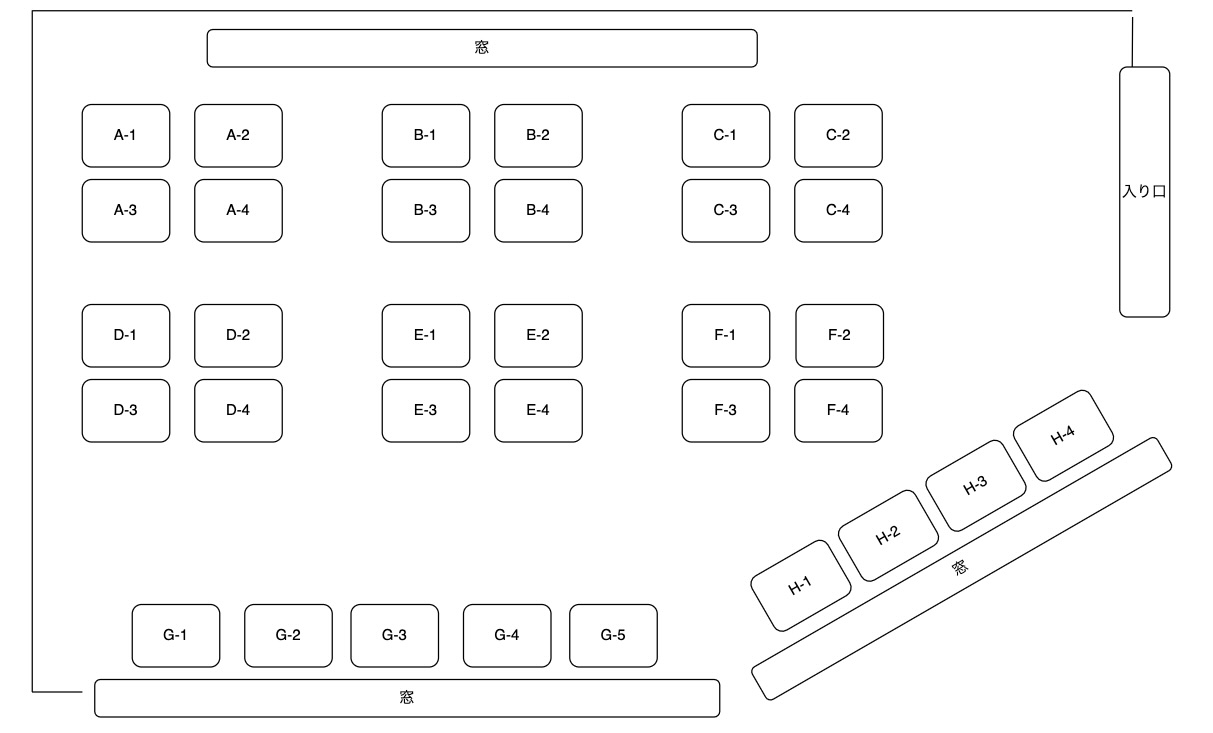 窓
A-1 A-2 B-1 B-2 C-1 C-2
入り口
A-3 A-4 B-3 B-4 C-3 C-4
D-1 D-2 E-1 E-2 F-1 F-2
D-3 D-4 E-3 E-4 F-3 F-4
H-4
H-3
H-2
窓
H-1
G-1 G-2 G-3 G-4 G-5
窓